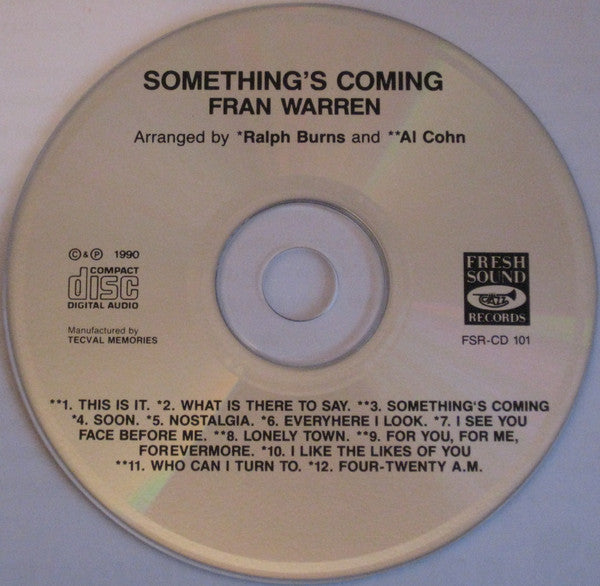 SOMETHING'S COMING
FRAN WARREN
Arranged by *Ralph Burns and **Al Cohn
©&℗ 1990
COMPACT
disc
DIGITAL AUDIO
Manufactured by
TECVAL MEMORIES
FRESH
SOUND
JAZZ
RECORDS
FSR-CD 101
**1. THIS IS IT. *2. WHAT IS THERE TO SAY. **3. SOMETHING'S COMING
*4. SOON. *5. NOSTALGIA. *6. EVERYHERE I LOOK. *7. I SEE YOU
FACE BEFORE ME. **8. LONELY TOWN. **9. FOR YOU, FOR ME,
FOREVERMORE. *10. I LIKE THE LIKES OF YOU
**11. WHO CAN I TURN TO. *12. FOUR-TWENTY A.M.